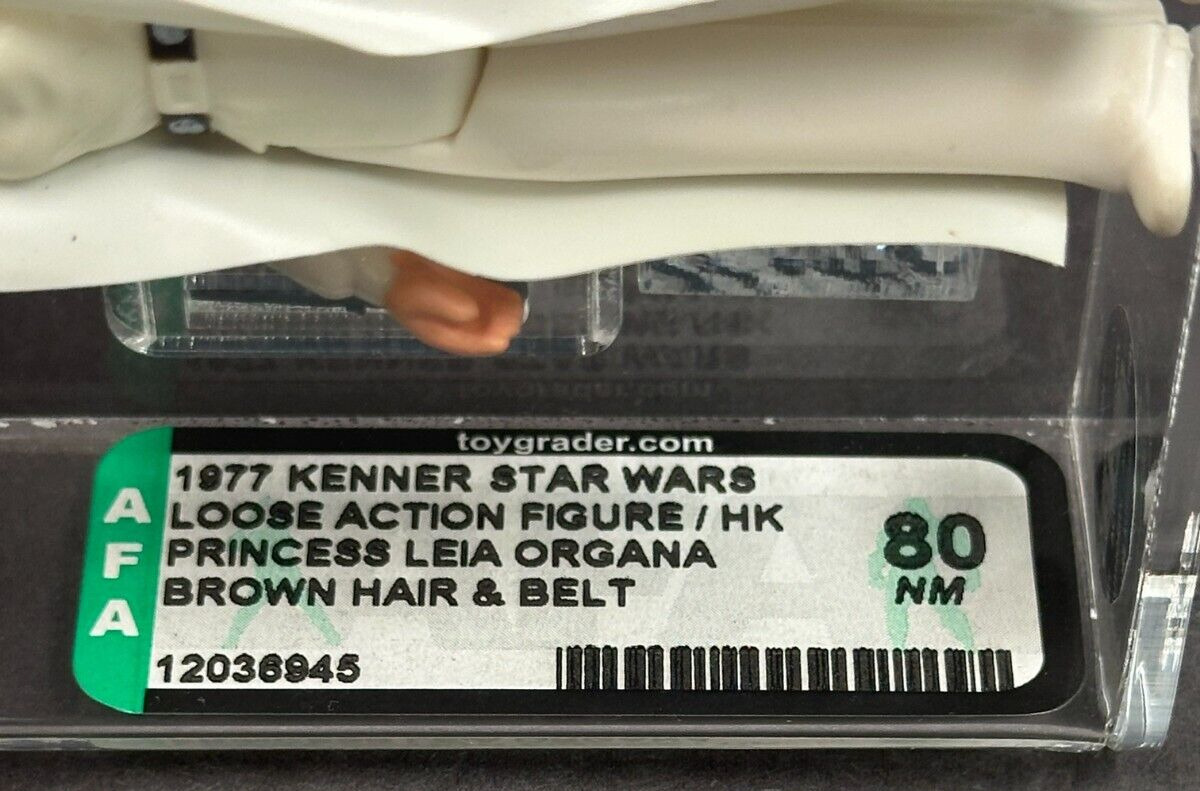 toygrader.com
AFA
1977 KENNER STAR WARS
LOOSE ACTION FIGURE / HK
PRINCESS LEIA ORGANA
BROWN HAIR & BELT
80
NM
12036945